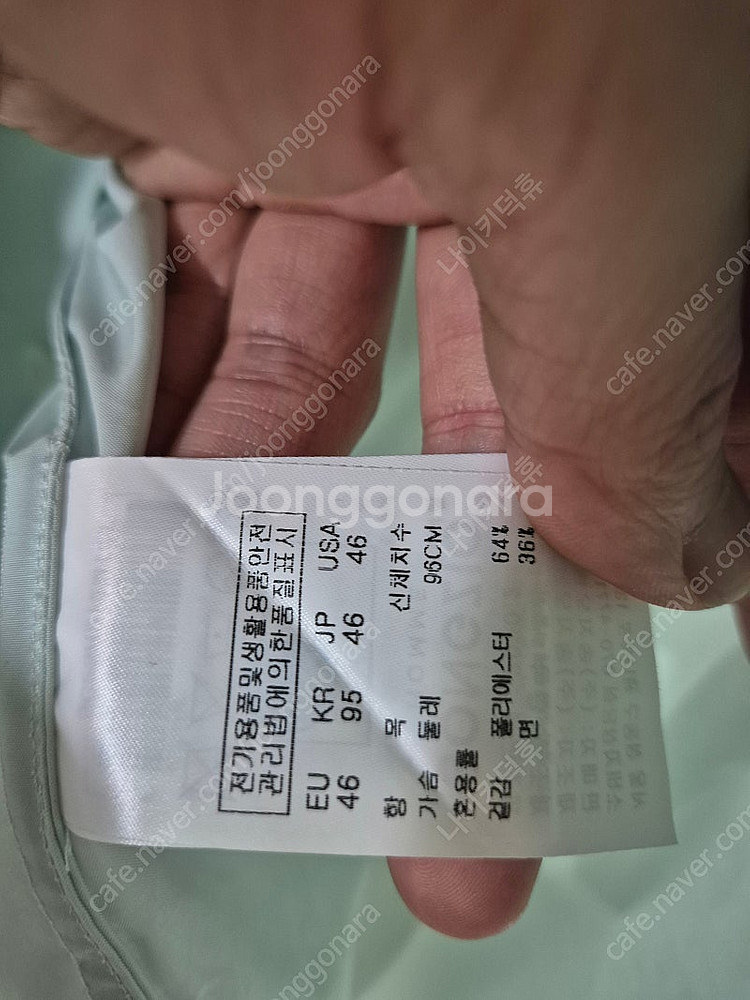 전기용품및생활용품안전
관리법에의한품질표시
EU KR JP USA
46 95 46 46
항 목 신체치수
가슴 둘레 96CM
혼용률
겉감 폴리에스터 64%
면 36%
Joonggonara
cafe.naver.com/joonggonara
나이키덕후